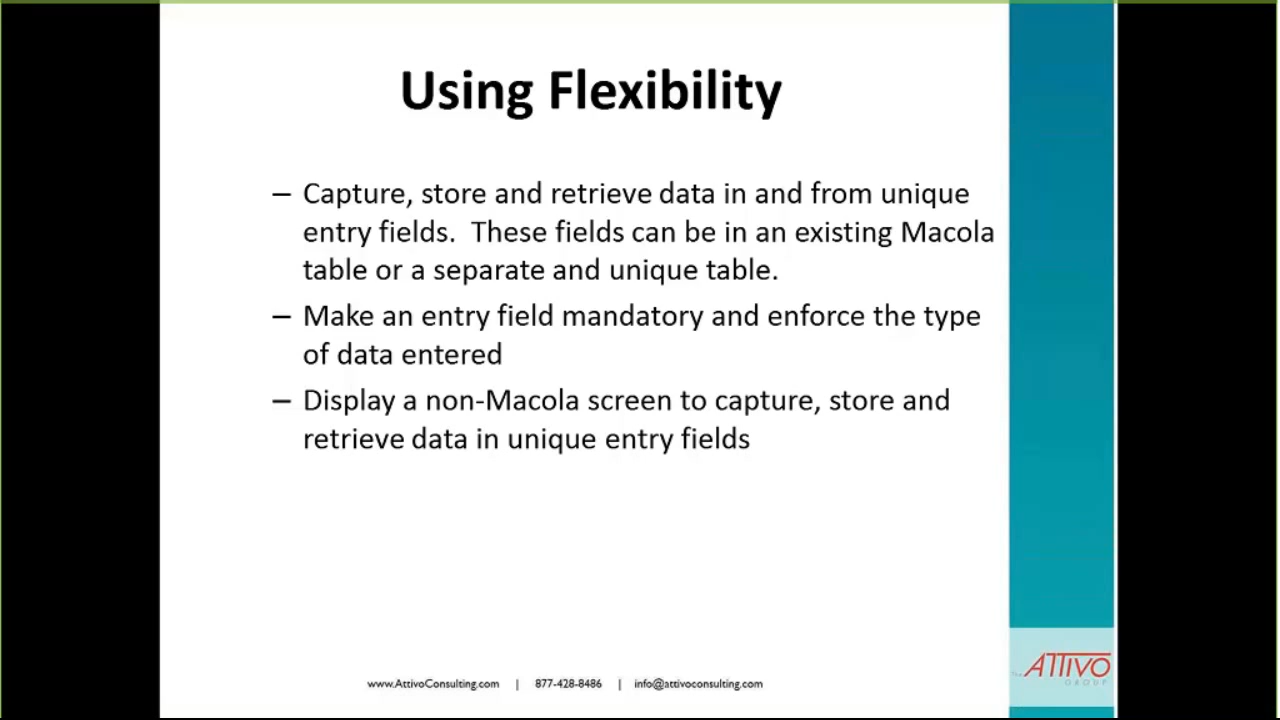 Using Flexibility
– Capture, store and retrieve data in and from unique
entry fields.  These fields can be in an existing Macola
table or a separate and unique table.
– Make an entry field mandatory and enforce the type
of data entered
– Display a non-Macola screen to capture, store and
retrieve data in unique entry fields
www.AttivoConsulting.com | 877-428-8486 | info@attivoconsulting.com
The ATTIVO
GROUP